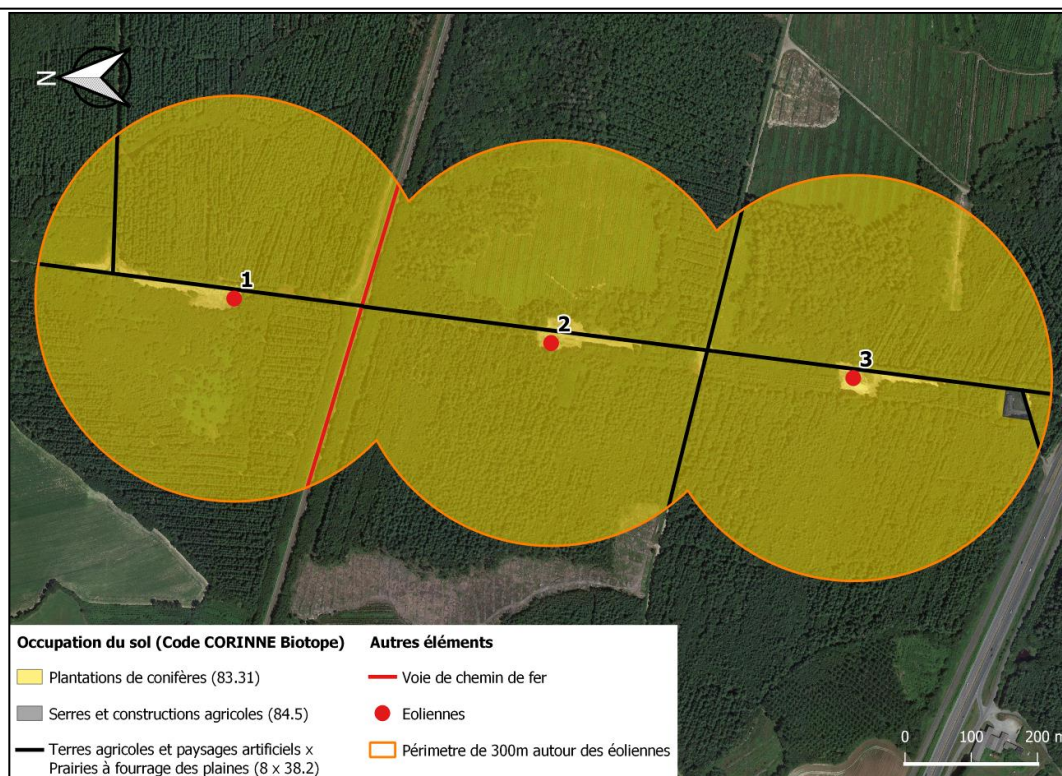 N
1
2
3
Occupation du sol (Code CORINNE Biotope)
Plantations de conifères (83.31)
Serres et constructions agricoles (84.5)
Terres agricoles et paysages artificiels x
Prairies à fourrage des plaines (8 x 38.2)
Autres éléments
Voie de chemin de fer
Eoliennes
Périmetre de 300m autour des éoliennes
0 100 200 m